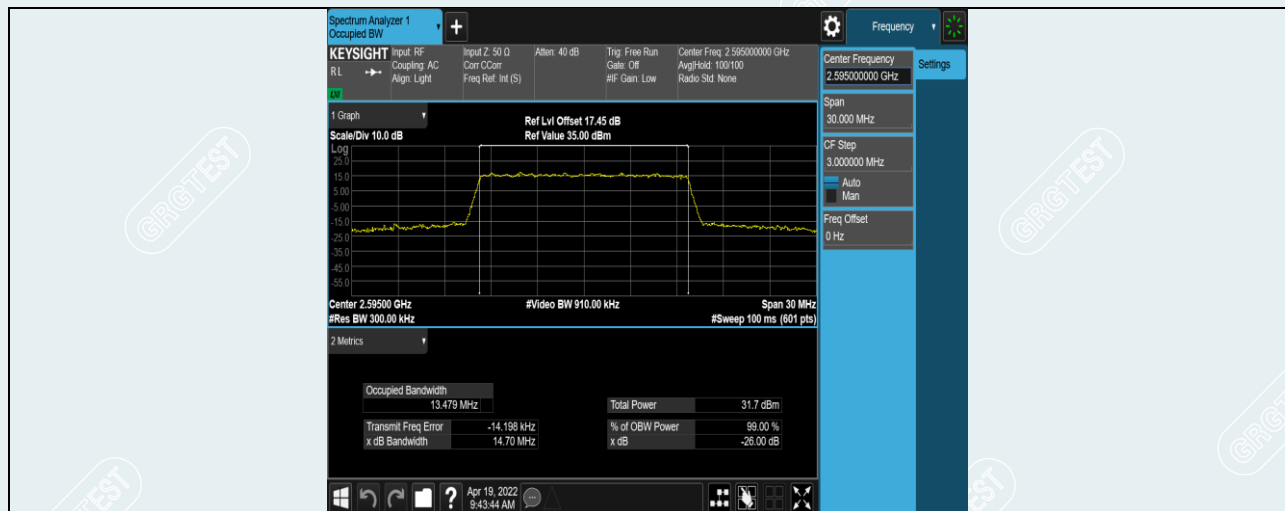 Spectrum Analyzer 1
Occupied BW
+
Frequency
KEYSIGHT
RL
LXI
Input: RF
Coupling: AC
Align: Light
Input Z: 50 Ω
Corr CCorr
Freq Ref: Int (S)
Atten: 40 dB
Trig: Free Run
Gate: Off
#IF Gain: Low
Center Freq: 2.595000000 GHz
Avg|Hold: 100/100
Radio Std: None
Center Frequency
2.595000000 GHz
Settings
Span
30.000 MHz
CF Step
3.000000 MHz
Auto
Man
Freq Offset
0 Hz
1 Graph
Scale/Div 10.0 dB
Ref Lvl Offset 17.45 dB
Ref Value 35.00 dBm
Log
25.0
15.0
5.00
-5.00
-15.0
-25.0
-35.0
-45.0
-55.0
Center 2.59500 GHz
#Video BW 910.00 kHz
Span 30 MHz
#Res BW 300.00 kHz
#Sweep 100 ms (601 pts)
2 Metrics
Occupied Bandwidth
13.479 MHz
Total Power 31.7 dBm
Transmit Freq Error -14.198 kHz
% of OBW Power 99.00 %
x dB Bandwidth 14.70 MHz
x dB -26.00 dB
?
Apr 19, 2022
9:43:44 AM
GRGTEST
GRGTEST
GRGTEST
GRGTEST